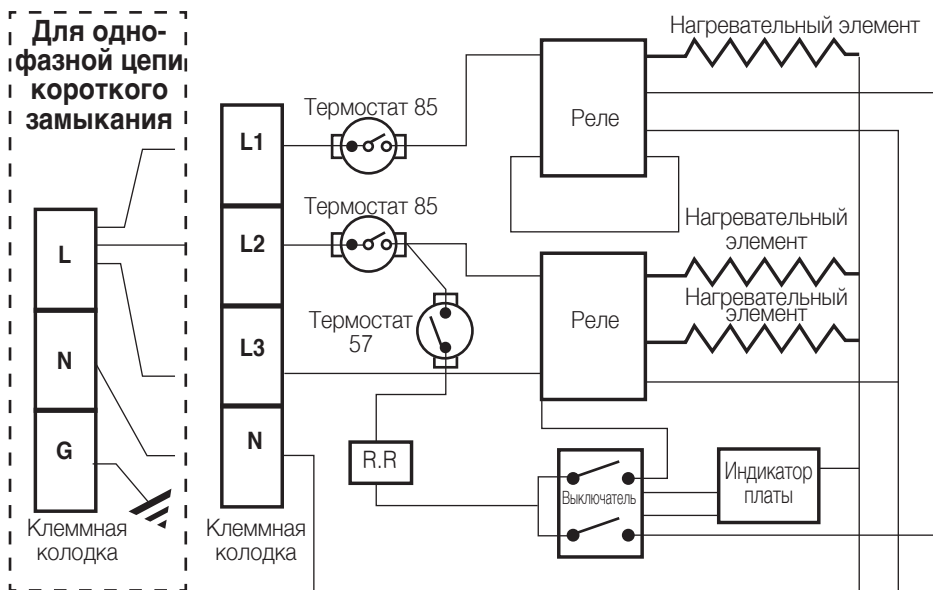 Для одно-
фазной цепи
короткого
замыкания
L
N
G
Клеммная
колодка
L1
L2
L3
N
Клеммная
колодка
Термостат 85
Термостат 85
Термостат
57
R.R
Нагревательный элемент
Реле
Нагревательный
элемент
Нагревательный
элемент
Реле
Выключатель
Индикатор
платы